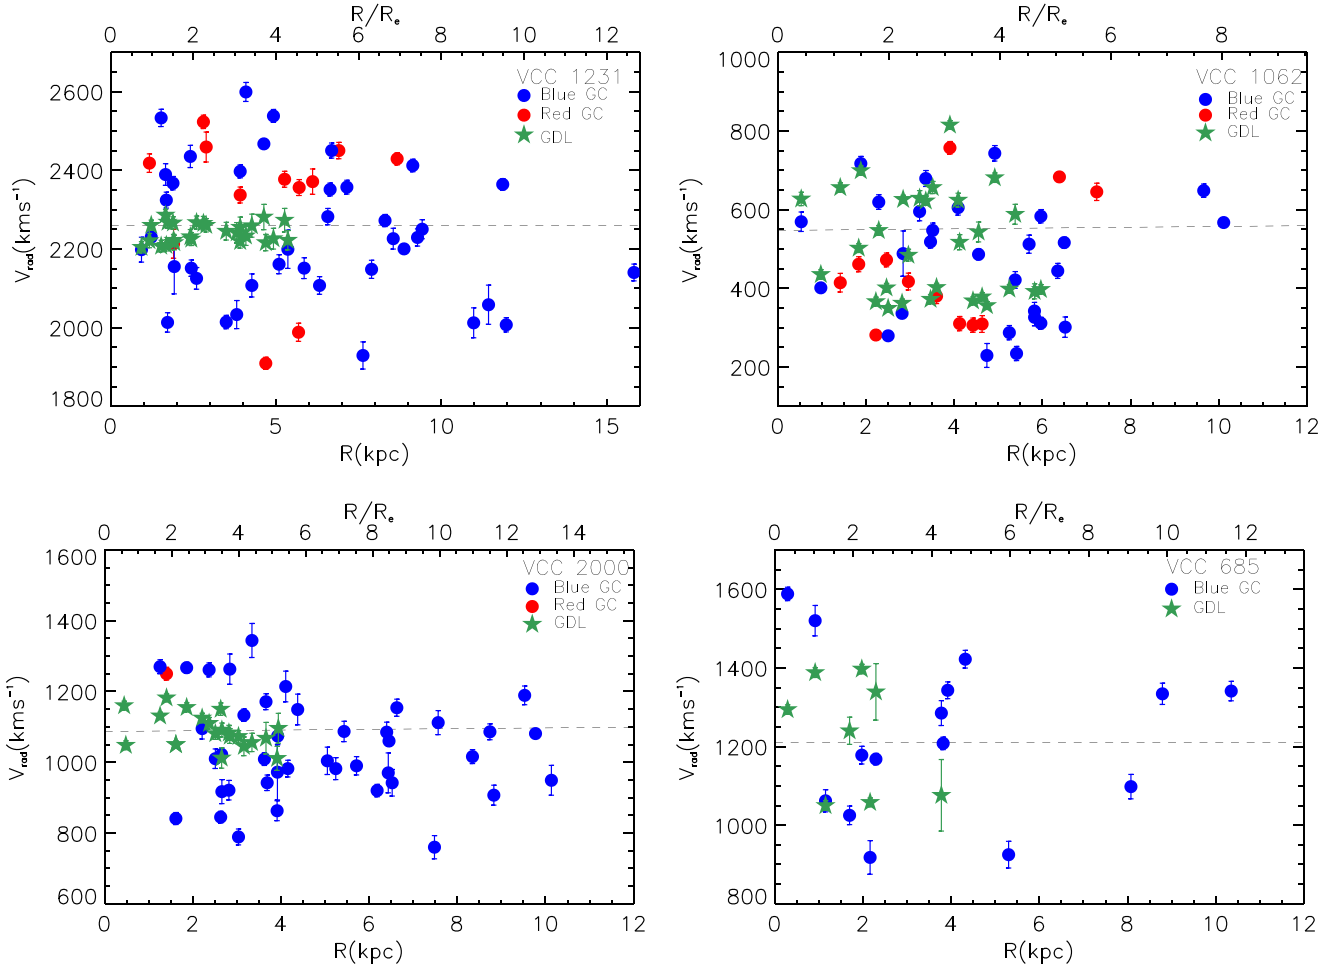 R/Rₑ
0 2 4 6 8 10 12
VCC 1231
Blue GC
Red GC
GDL
2600
2400
2200
2000
1800
V_rad(kms⁻¹)
0 5 10 15
R(kpc)
R/Rₑ
0 2 4 6 8
VCC 1062
Blue GC
Red GC
GDL
1000
800
600
400
200
V_rad(kms⁻¹)
0 2 4 6 8 10 12
R(kpc)
R/Rₑ
0 2 4 6 8 10 12 14
VCC 2000
Blue GC
Red GC
GDL
1600
1400
1200
1000
800
600
V_rad(kms⁻¹)
0 2 4 6 8 10 12
R(kpc)
R/Rₑ
0 2 4 6 8 10 12
VCC 685
Blue GC
GDL
1600
1400
1200
1000
800
V_rad(kms⁻¹)
0 2 4 6 8 10 12
R(kpc)